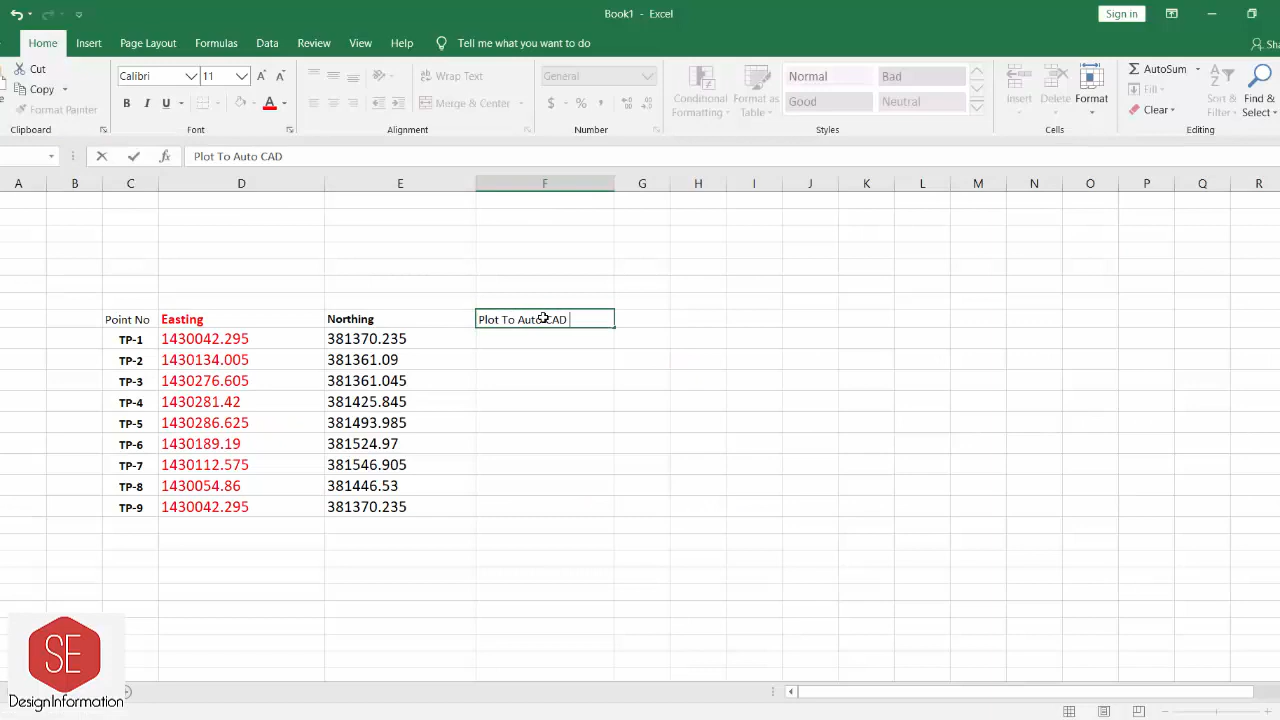 Book1 - Excel
Sign in
Home Insert Page Layout Formulas Data Review View Help Tell me what you want to do
Cut
Copy
Format Painter
Clipboard
Calibri 11
B I U A
Font
Wrap Text
Merge & Center
Alignment
General
$ % ,
Number
Conditional Formatting
Format as Table
Normal Bad
Good Neutral
Styles
Insert Delete Format
Cells
AutoSum
Fill
Clear
Sort & Filter
Find & Select
Editing
fx Plot To Auto CAD
A B C D E F G H I J K L M N O P Q R
Point No Easting Northing Plot To Auto CAD
TP-1 1430042.295 381370.235
TP-2 1430134.005 381361.09
TP-3 1430276.605 381361.045
TP-4 1430281.42 381425.845
TP-5 1430286.625 381493.985
TP-6 1430189.19 381524.97
TP-7 1430112.575 381546.905
TP-8 1430054.86 381446.53
TP-9 1430042.295 381370.235
SE
DesignInformation